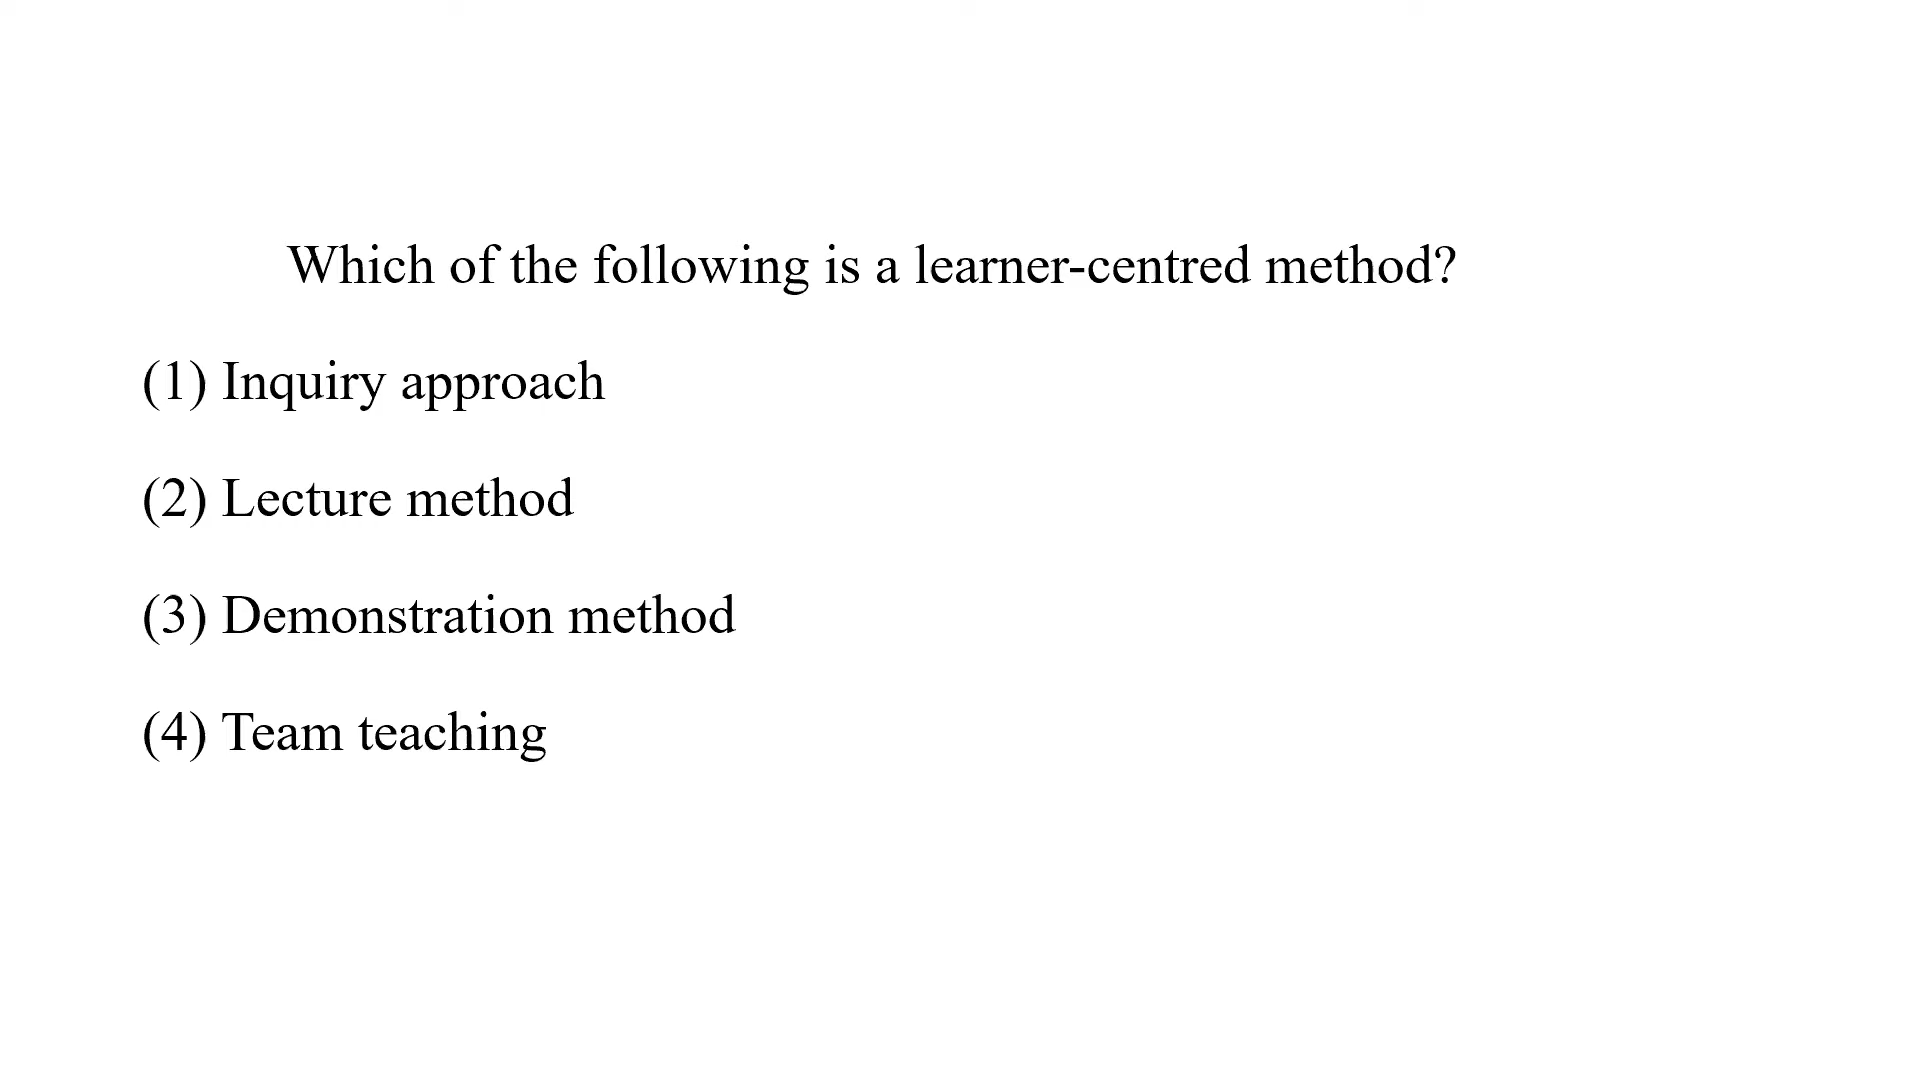 Which of the following is a learner-centred method?
(1) Inquiry approach
(2) Lecture method
(3) Demonstration method
(4) Team teaching